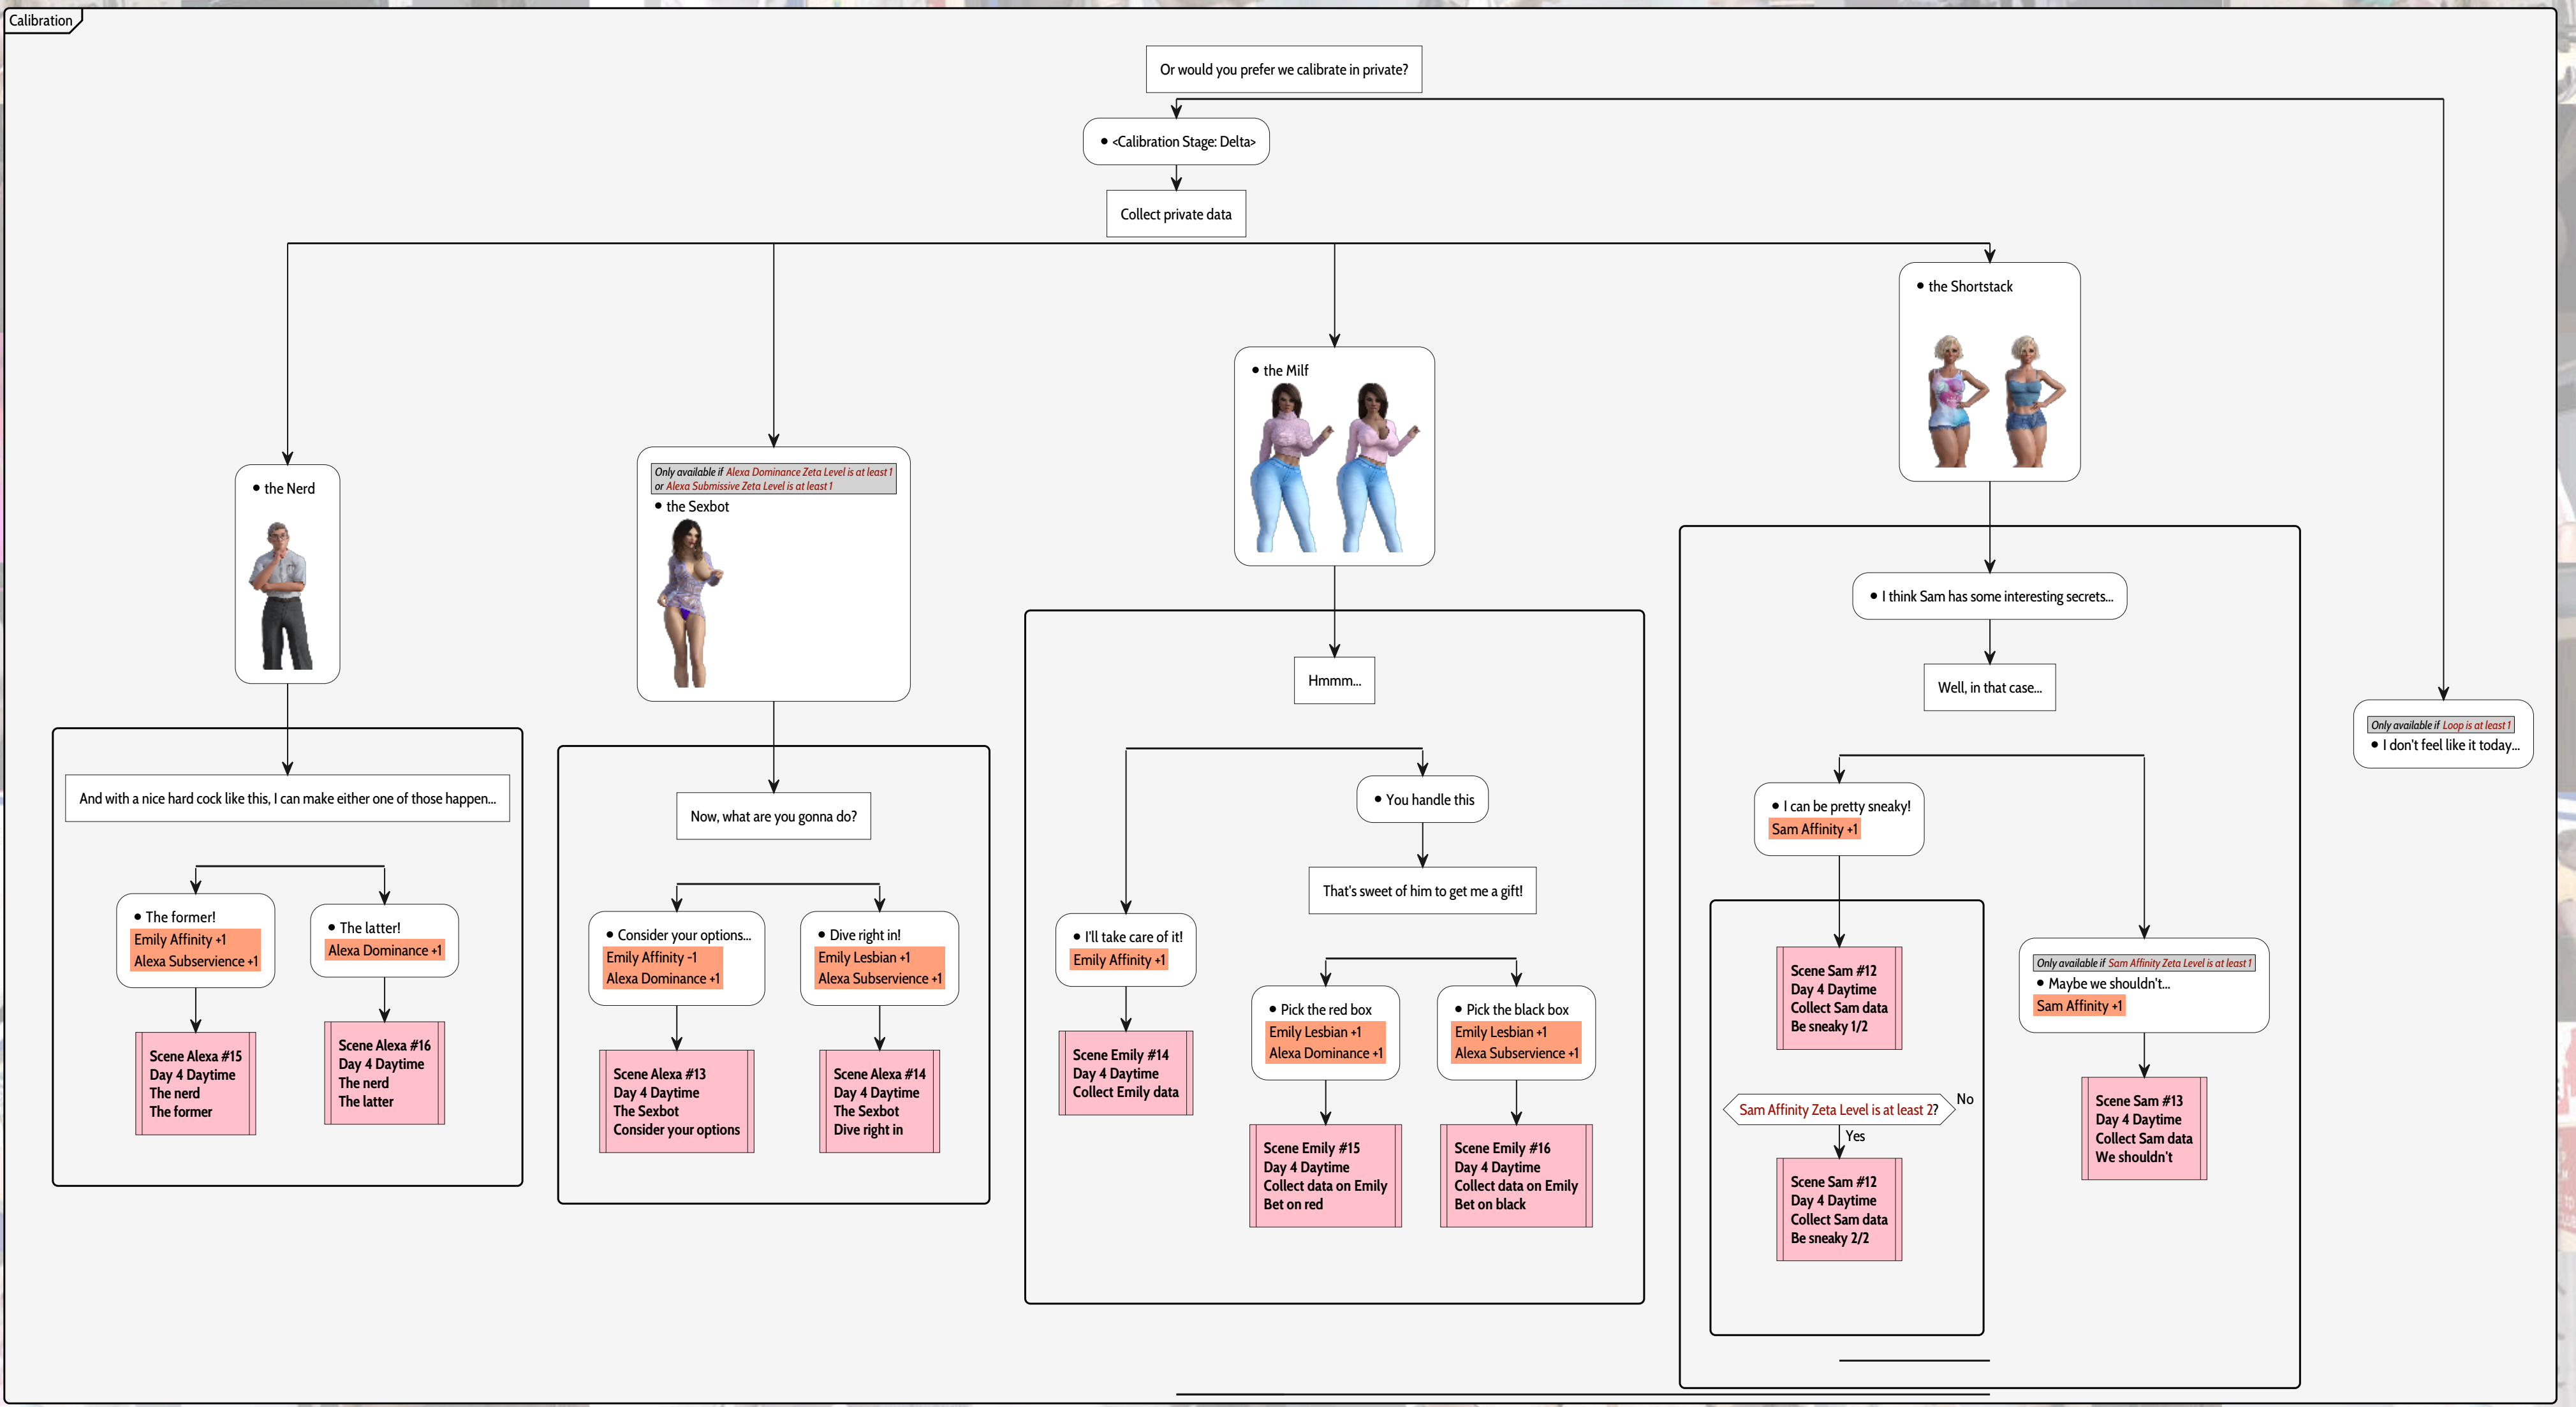 Calibration
Or would you prefer we calibrate in private?
<Calibration Stage: Delta>
Collect private data
the Nerd
And with a nice hard cock like this, I can make either one of those happen...
The former!
Emily Affinity +1
Alexa Subservience +1
Scene Alexa #15
Day 4 Daytime
The nerd
The former
The latter!
Alexa Dominance +1
Scene Alexa #16
Day 4 Daytime
The nerd
The latter
Only available if Alexa Dominance Zeta Level is at least 1
or Alexa Submissive Zeta Level is at least 1
the Sexbot
Now, what are you gonna do?
Consider your options...
Emily Affinity -1
Alexa Dominance +1
Scene Alexa #13
Day 4 Daytime
The Sexbot
Consider your options
Dive right in!
Emily Lesbian +1
Alexa Subservience +1
Scene Alexa #14
Day 4 Daytime
The Sexbot
Dive right in
the Milf
Hmmm...
I'll take care of it!
Emily Affinity +1
Scene Emily #14
Day 4 Daytime
Collect Emily data
You handle this
That's sweet of him to get me a gift!
Pick the red box
Emily Lesbian +1
Alexa Dominance +1
Scene Emily #15
Day 4 Daytime
Collect data on Emily
Bet on red
Pick the black box
Emily Lesbian +1
Alexa Subservience +1
Scene Emily #16
Day 4 Daytime
Collect data on Emily
Bet on black
the Shortstack
I think Sam has some interesting secrets...
Well, in that case...
I can be pretty sneaky!
Sam Affinity +1
Scene Sam #12
Day 4 Daytime
Collect Sam data
Be sneaky 1/2
Sam Affinity Zeta Level is at least 2?
No
Yes
Scene Sam #12
Day 4 Daytime
Collect Sam data
Be sneaky 2/2
Only available if Sam Affinity Zeta Level is at least 1
Maybe we shouldn't...
Sam Affinity +1
Scene Sam #13
Day 4 Daytime
Collect Sam data
We shouldn't
Only available if Loop is at least 1
I don't feel like it today...